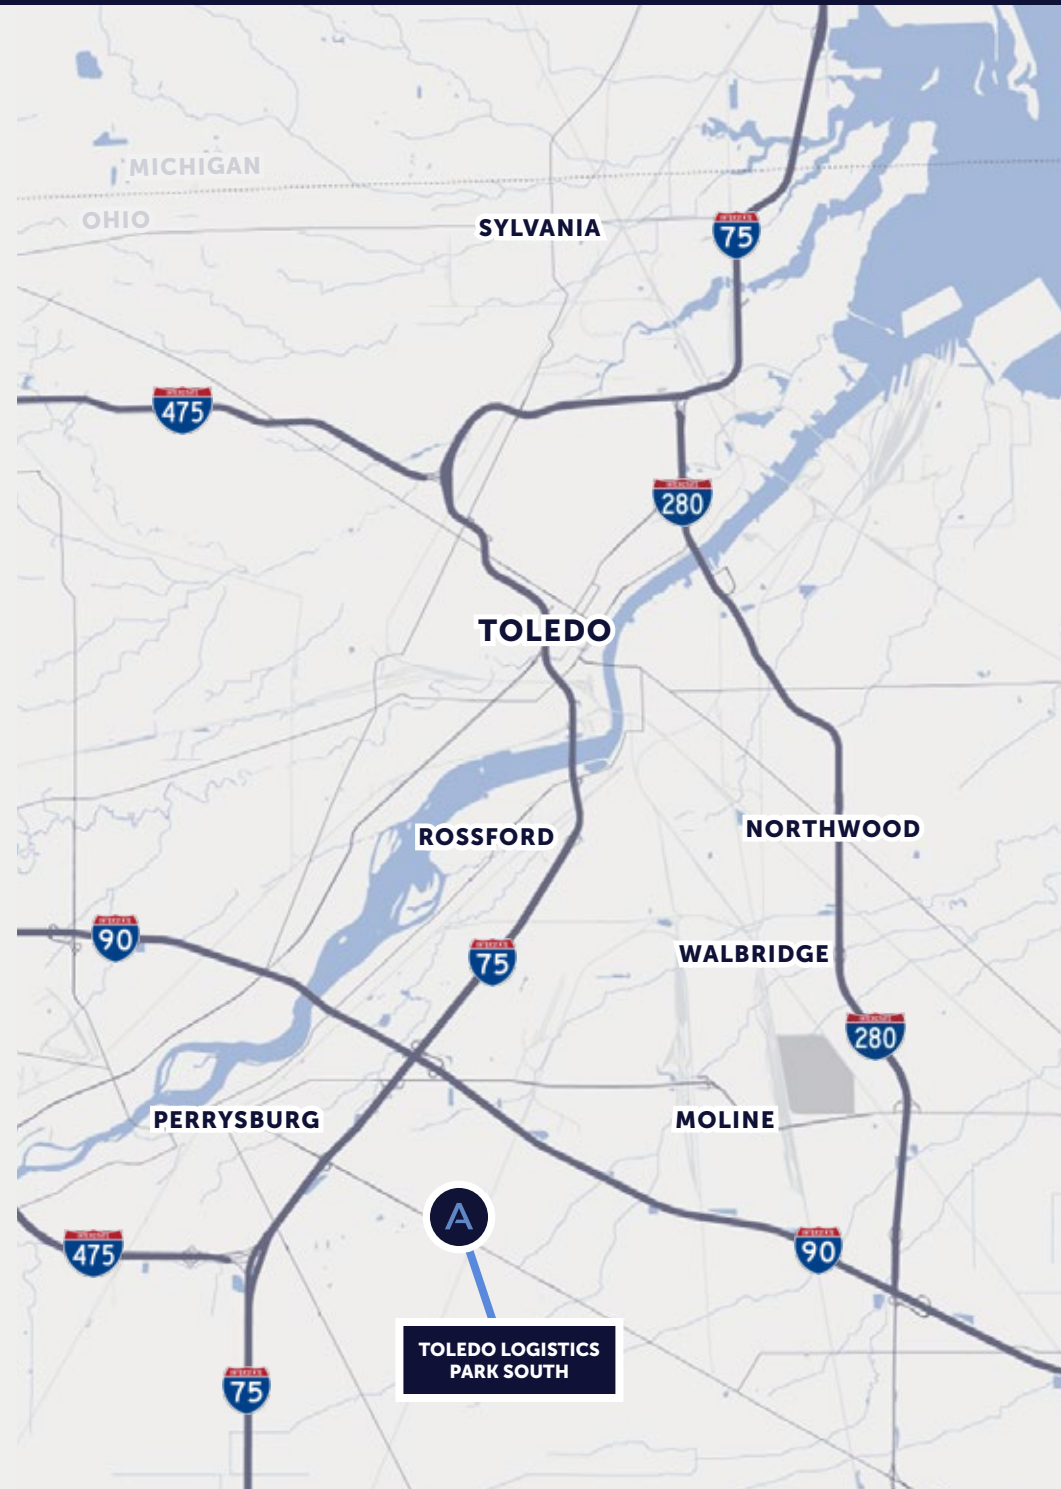 MICHIGAN
OHIO
SYLVANIA
75
475
280
TOLEDO
ROSSFORD
NORTHWOOD
90
75
WALBRIDGE
280
PERRYSBURG
MOLINE
A
475
90
TOLEDO LOGISTICS
PARK SOUTH
75